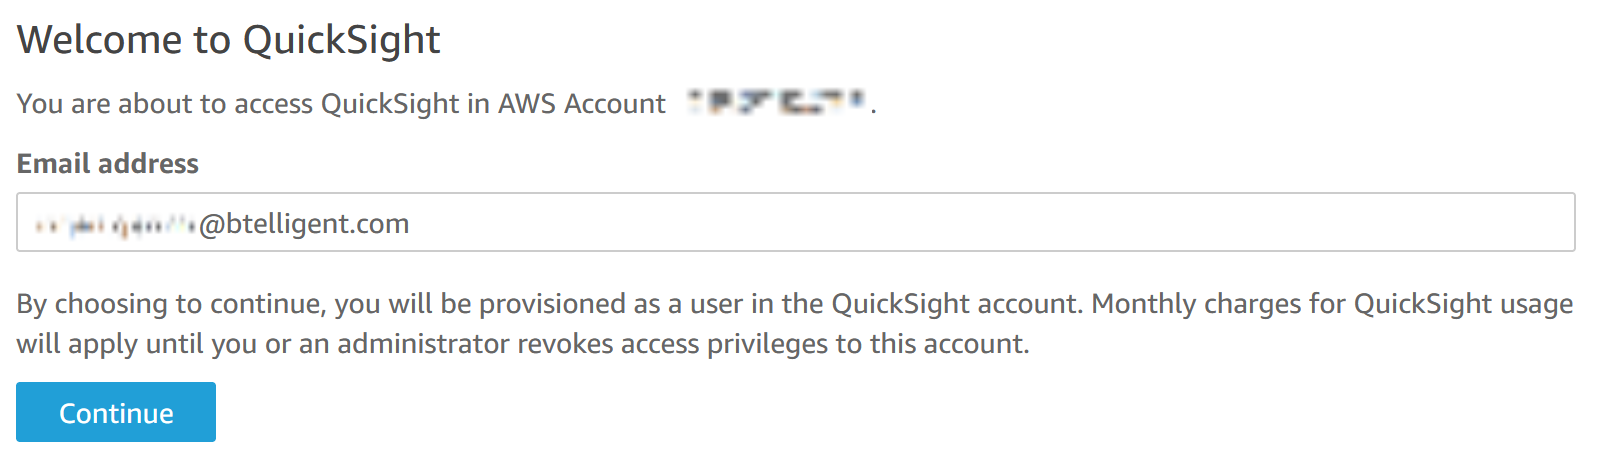 Welcome to QuickSight
You are about to access QuickSight in AWS Account .
Email address
@btelligent.com
By choosing to continue, you will be provisioned as a user in the QuickSight account. Monthly charges for QuickSight usage
will apply until you or an administrator revokes access privileges to this account.
Continue